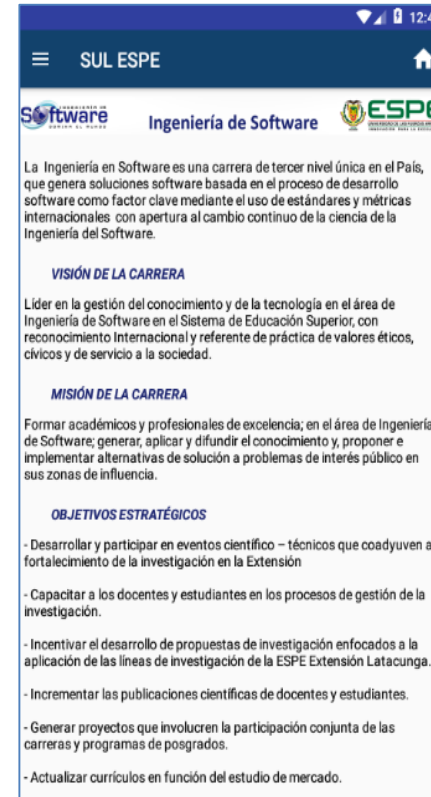 12:4
SUL ESPE
Software
Ingeniería de Software
ESPE
La Ingeniería en Software es una carrera de tercer nivel única en el País,
que genera soluciones software basada en el proceso de desarrollo
software como factor clave mediante el uso de estándares y métricas
internacionales con apertura al cambio continuo de la ciencia de la
Ingeniería del Software.
VISIÓN DE LA CARRERA
Líder en la gestión del conocimiento y de la tecnología en el área de
Ingeniería de Software en el Sistema de Educación Superior, con
reconocimiento Internacional y referente de práctica de valores éticos,
cívicos y de servicio a la sociedad.
MISIÓN DE LA CARRERA
Formar académicos y profesionales de excelencia; en el área de Ingeniería
de Software; generar, aplicar y difundir el conocimiento y, proponer e
implementar alternativas de solución a problemas de interés público en
sus zonas de influencia.
OBJETIVOS ESTRATÉGICOS
- Desarrollar y participar en eventos científico – técnicos que coadyuven a
fortalecimiento de la investigación en la Extensión
- Capacitar a los docentes y estudiantes en los procesos de gestión de la
investigación.
- Incentivar el desarrollo de propuestas de investigación enfocados a la
aplicación de las líneas de investigación de la ESPE Extensión Latacunga.
- Incrementar las publicaciones científicas de docentes y estudiantes.
- Generar proyectos que involucren la participación conjunta de las
carreras y programas de posgrados.
- Actualizar currículos en función del estudio de mercado.